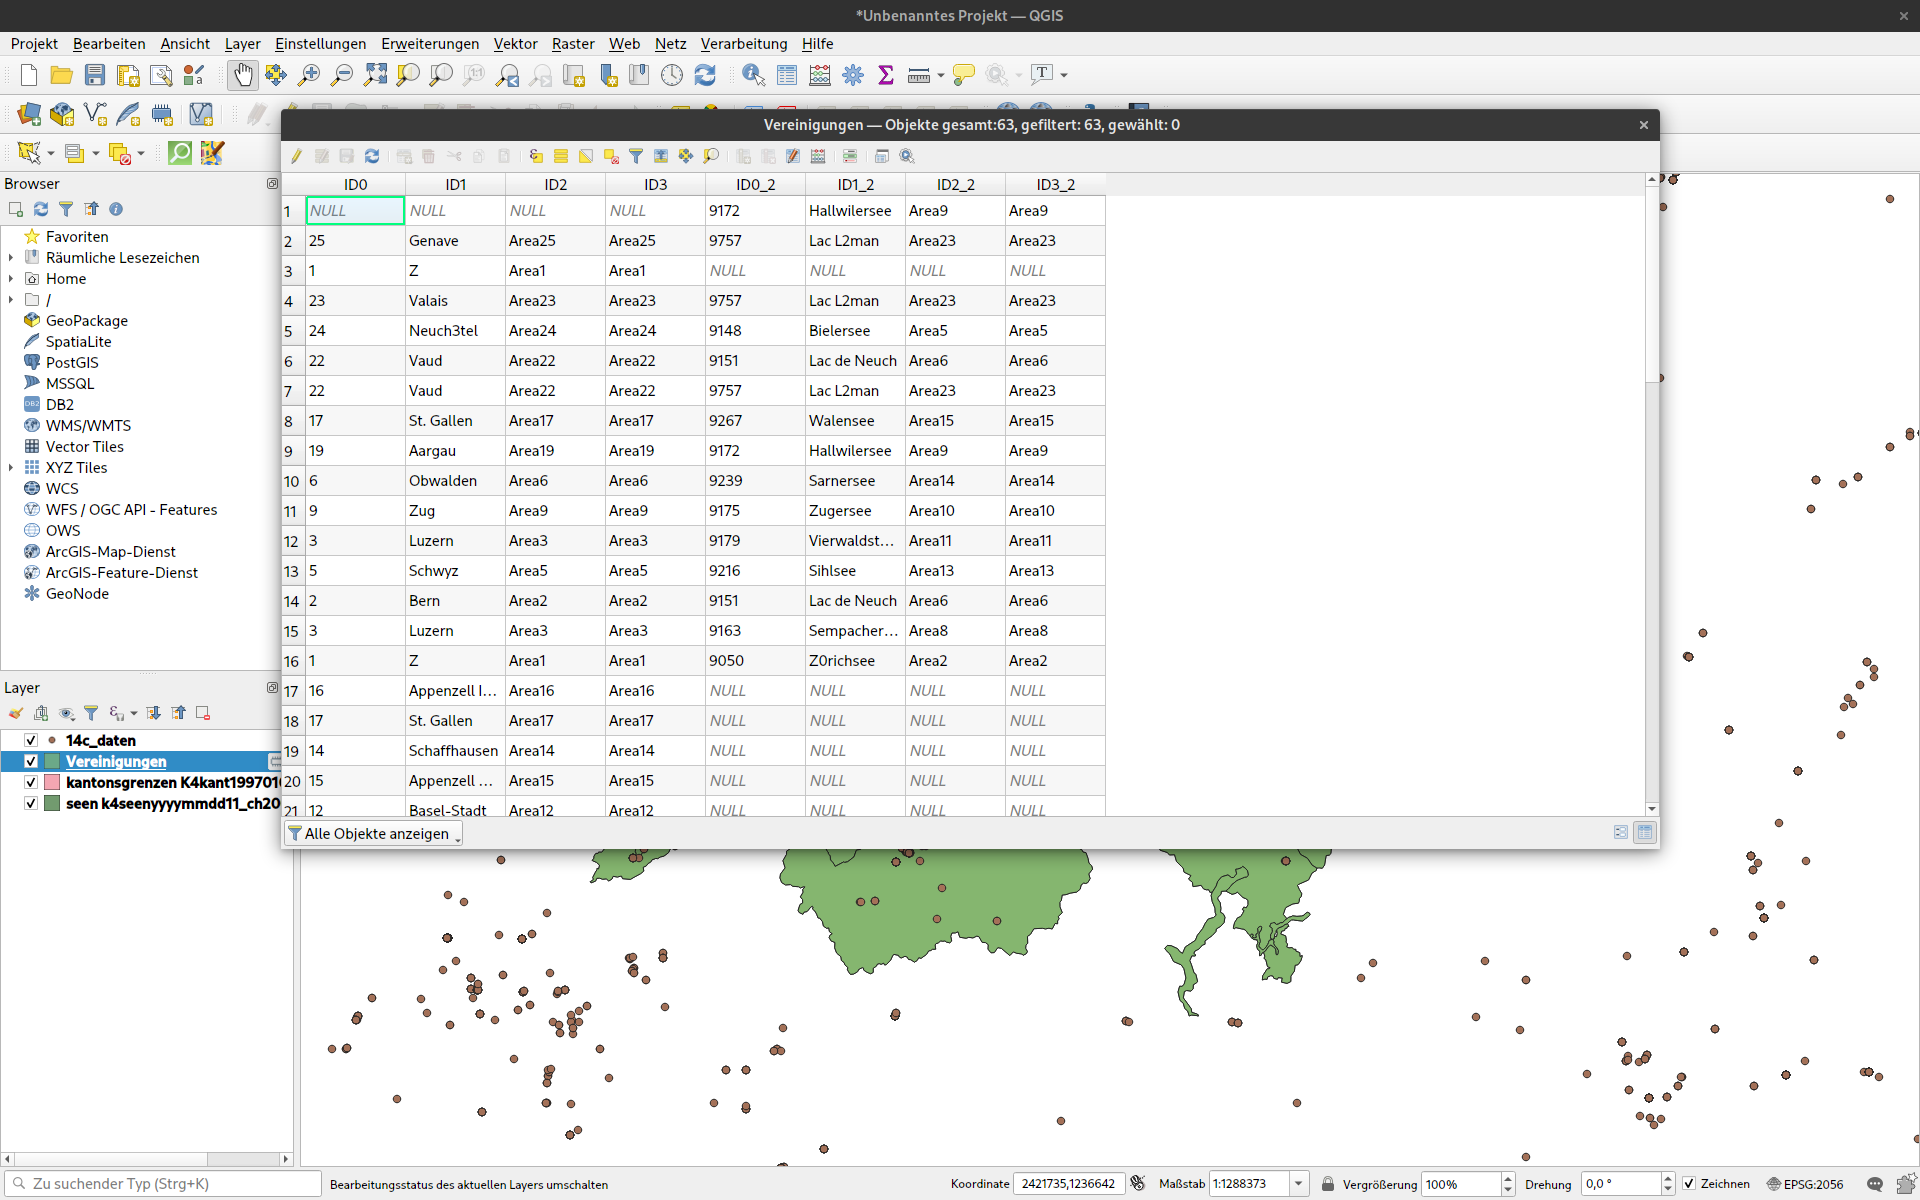 *Unbenanntes Projekt — QGIS
Projekt Bearbeiten Ansicht Layer Einstellungen Erweiterungen Vektor Raster Web Netz Verarbeitung Hilfe
Vereinigungen — Objekte gesamt:63, gefiltert: 63, gewählt: 0
Browser
Favoriten
Räumliche Lesezeichen
Home
/
GeoPackage
SpatiaLite
PostGIS
MSSQL
DB2
WMS/WMTS
Vector Tiles
XYZ Tiles
WCS
WFS / OGC API - Features
OWS
ArcGIS-Map-Dienst
ArcGIS-Feature-Dienst
GeoNode
Layer
14c_daten
Vereinigungen
kantonsgrenzen K4kant1997010
seen k4seenyyyymmdd11_ch20
ID0 ID1 ID2 ID3 ID0_2 ID1_2 ID2_2 ID3_2
1 NULL NULL NULL NULL 9172 Hallwilersee Area9 Area9
2 25 Genave Area25 Area25 9757 Lac L2man Area23 Area23
3 1 Z Area1 Area1 NULL NULL NULL NULL
4 23 Valais Area23 Area23 9757 Lac L2man Area23 Area23
5 24 Neuch3tel Area24 Area24 9148 Bielersee Area5 Area5
6 22 Vaud Area22 Area22 9151 Lac de Neuch Area6 Area6
7 22 Vaud Area22 Area22 9757 Lac L2man Area23 Area23
8 17 St. Gallen Area17 Area17 9267 Walensee Area15 Area15
9 19 Aargau Area19 Area19 9172 Hallwilersee Area9 Area9
10 6 Obwalden Area6 Area6 9239 Sarnersee Area14 Area14
11 9 Zug Area9 Area9 9175 Zugersee Area10 Area10
12 3 Luzern Area3 Area3 9179 Vierwaldst... Area11 Area11
13 5 Schwyz Area5 Area5 9216 Sihlsee Area13 Area13
14 2 Bern Area2 Area2 9151 Lac de Neuch Area6 Area6
15 3 Luzern Area3 Area3 9163 Sempacher... Area8 Area8
16 1 Z Area1 Area1 9050 Z0richsee Area2 Area2
17 16 Appenzell I... Area16 Area16 NULL NULL NULL NULL
18 17 St. Gallen Area17 Area17 NULL NULL NULL NULL
19 14 Schaffhausen Area14 Area14 NULL NULL NULL NULL
20 15 Appenzell ... Area15 Area15 NULL NULL NULL NULL
21 12 Basel-Stadt Area12 Area12 NULL NULL NULL NULL
Alle Objekte anzeigen
Zu suchender Typ (Strg+K) Bearbeitungsstatus des aktuellen Layers umschalten Koordinate 2421735,1236642 Maßstab 1:1288373 Vergrößerung 100% Drehung 0,0 ° Zeichnen EPSG:2056